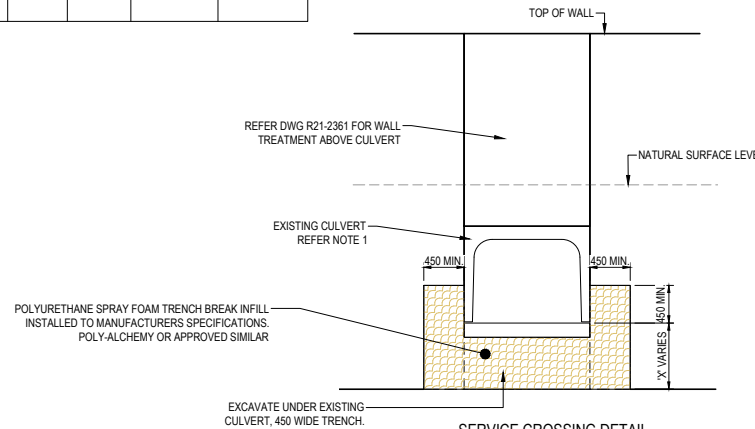 TOP OF WALL
REFER DWG R21-2361 FOR WALL
TREATMENT ABOVE CULVERT
NATURAL SURFACE LEVE
EXISTING CULVERT
REFER NOTE 1
450 MIN.
450 MIN.
POLYURETHANE SPRAY FOAM TRENCH BREAK INFILL
INSTALLED TO MANUFACTURERS SPECIFICATIONS.
POLY-ALCHEMY OR APPROVED SIMILAR
450 MIN
'X' VARIES
EXCAVATE UNDER EXISTING
CULVERT, 450 WIDE TRENCH.
SERVICE CROSSING DETAIL